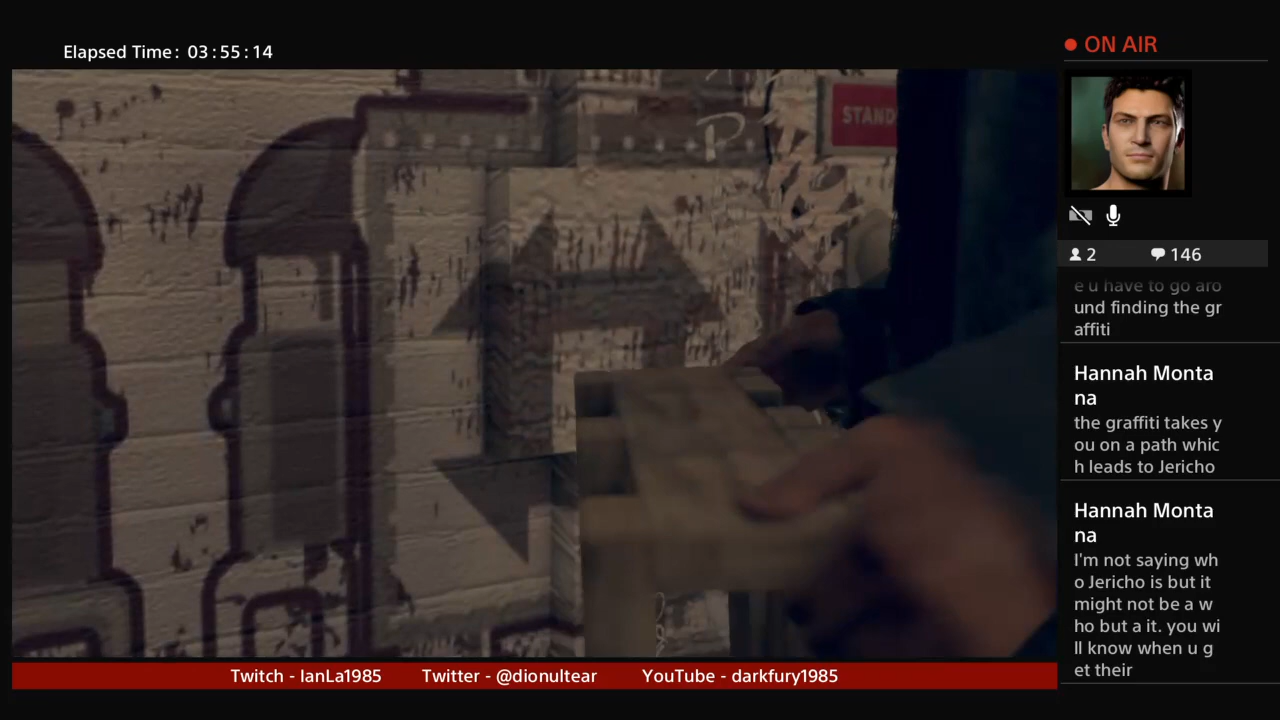 Elapsed Time: 03:55:14
ON AIR
STAND
P
2
146
e u have to go aro
und finding the gr
affiti
Hannah Monta
na
the graffiti takes y
ou on a path whic
h leads to Jericho
Hannah Monta
na
I'm not saying wh
o Jericho is but it
might not be a w
ho but a it. you wi
ll know when u g
et their
Twitch - IanLa1985
Twitter - @dionultear
YouTube - darkfury1985